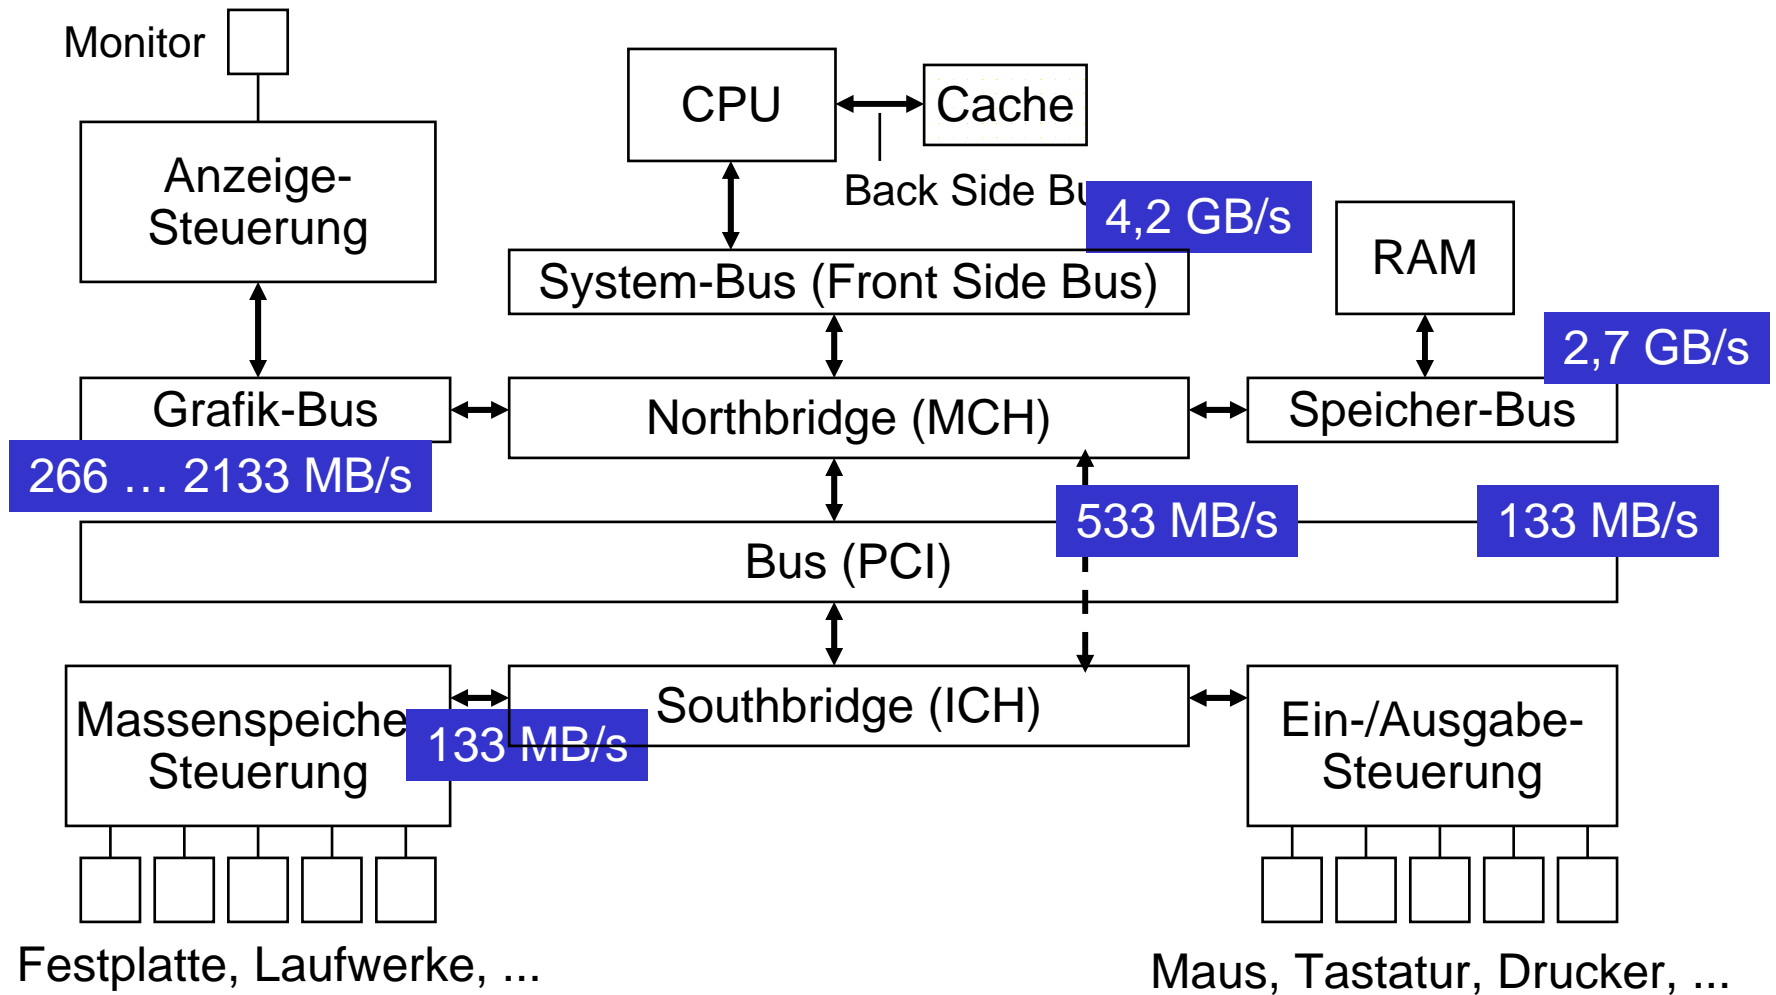 Monitor
CPU
Cache
Anzeige-
Steuerung
Back Side Bu
4,2 GB/s
RAM
System-Bus (Front Side Bus)
2,7 GB/s
Grafik-Bus
Northbridge (MCH)
Speicher-Bus
266 … 2133 MB/s
533 MB/s
133 MB/s
Bus (PCI)
Massenspeiche
Steuerung
133 MB/s
Southbridge (ICH)
Ein-/Ausgabe-
Steuerung
Festplatte, Laufwerke, ...
Maus, Tastatur, Drucker, ...